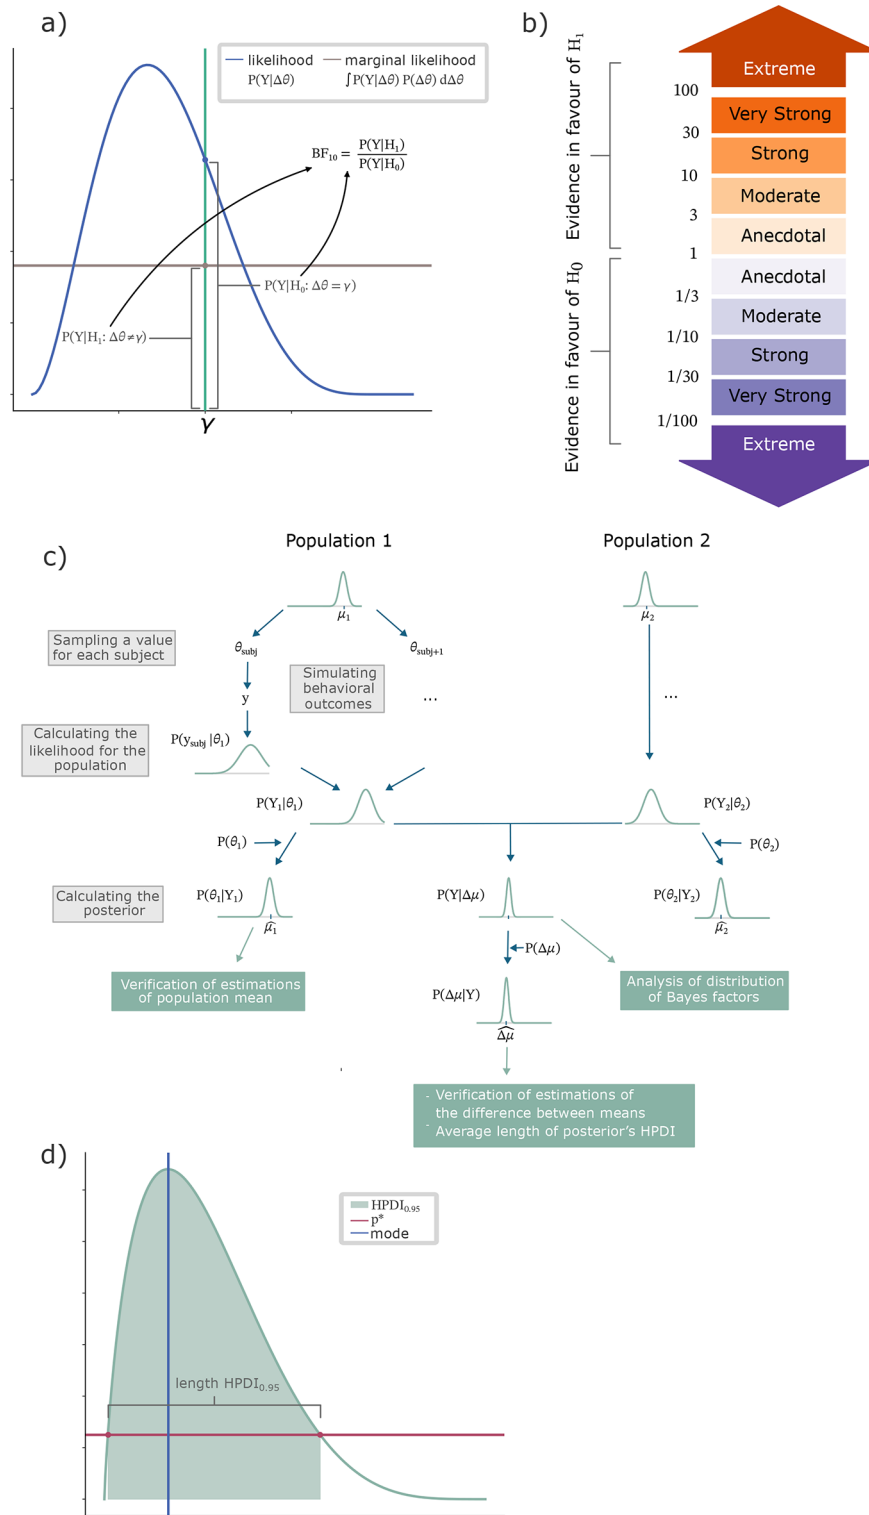 a)
likelihood
P(Y|Δθ)
marginal likelihood
∫P(Y|Δθ) P(Δθ) dΔθ
BF₁₀ = P(Y|H₁) / P(Y|H₀)
P(Y|H₀: Δθ = γ)
P(Y|H₁: Δθ ≠ γ)
γ
b)
Evidence in favour of H₁
Evidence in favour of H₀
Extreme
100
Very Strong
30
Strong
10
Moderate
3
Anecdotal
1
Anecdotal
1/3
Moderate
1/10
Strong
1/30
Very Strong
1/100
Extreme
c)
Population 1
Population 2
μ₁
μ₂
Sampling a value
for each subject
θsubj
θsubj+1
Simulating
behavioral
outcomes
y
...
...
Calculating the
likelihood for the
population
P(ysubj |θ₁)
P(Y₁|θ₁)
P(Y₂|θ₂)
P(θ₁)
P(θ₂)
Calculating the
posterior
P(θ₁|Y₁)
μ̂₁
P(Y|Δμ)
P(θ₂|Y₂)
μ̂₂
P(Δμ)
Verification of estimations
of population mean
Analysis of distribution
of Bayes factors
P(Δμ|Y)
Δμ̂
- Verification of estimations of
the difference between means
- Average length of posterior's HPDI
d)
HPDI₀.₉₅
p*
mode
length HPDI₀.₉₅